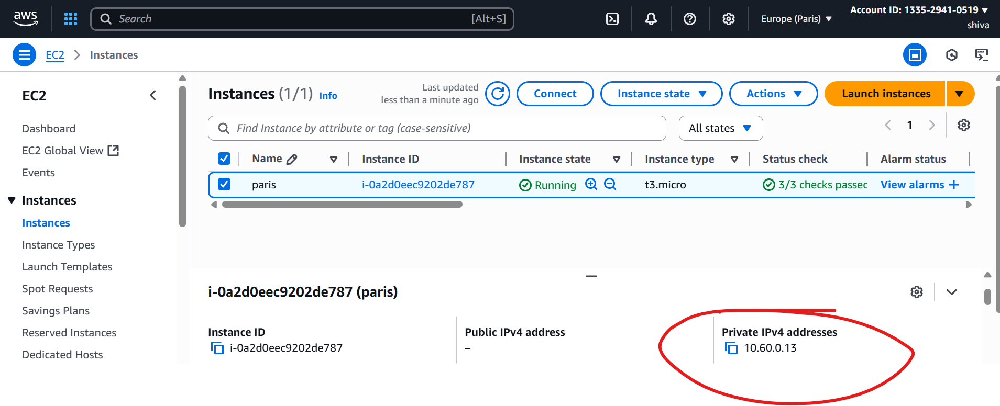 aws
Search [Alt+S]
Europe (Paris)
Account ID: 1335-2941-0519
shiva
EC2 Instances
EC2
Dashboard
EC2 Global View
Events
Instances
Instances
Instance Types
Launch Templates
Spot Requests
Savings Plans
Reserved Instances
Dedicated Hosts
Instances (1/1) Info
Last updated
less than a minute ago
Connect
Instance state
Actions
Launch instances
Find Instance by attribute or tag (case-sensitive)
All states
1
Name Instance ID Instance state Instance type Status check Alarm status
paris i-0a2d0eec9202de787 Running t3.micro 3/3 checks passed View alarms +
i-0a2d0eec9202de787 (paris)
Instance ID
i-0a2d0eec9202de787
Public IPv4 address
–
Private IPv4 addresses
10.60.0.13